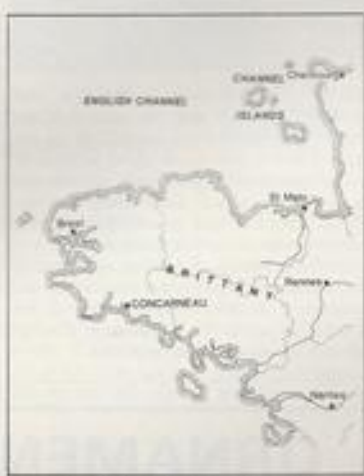 CHANNEL Cherbourg
ENGLISH CHANNEL
ISLANDS
St. Malo
Brest
BRITTANY
Rennes
CONCARNEAU
Nantes